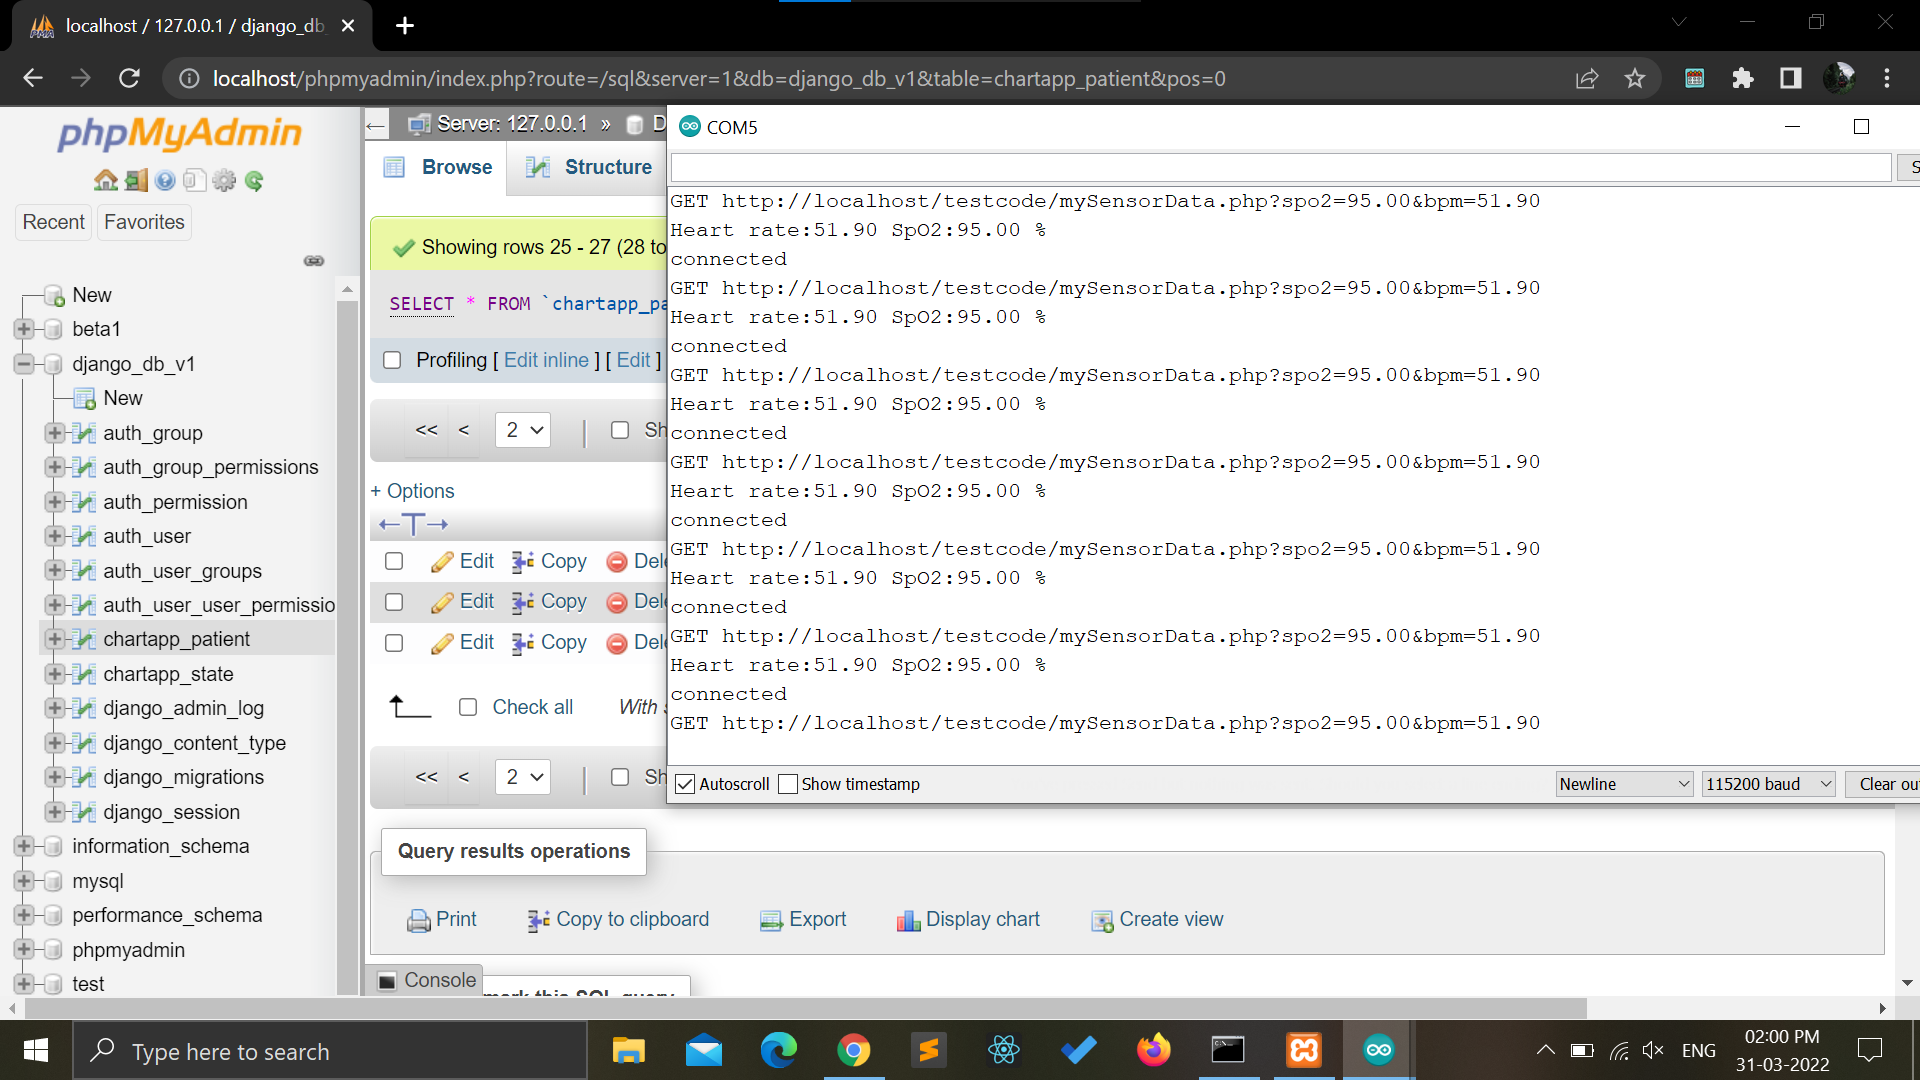 localhost / 127.0.0.1 / django_db
localhost/phpmyadmin/index.php?route=/sql&server=1&db=django_db_v1&table=chartapp_patient&pos=0
phpMyAdmin
Recent
Favorites
New
beta1
django_db_v1
New
auth_group
auth_group_permissions
auth_permission
auth_user
auth_user_groups
auth_user_user_permissio
chartapp_patient
chartapp_state
django_admin_log
django_content_type
django_migrations
django_session
information_schema
mysql
performance_schema
phpmyadmin
test
Server: 127.0.0.1 » D
Browse
Structure
Showing rows 25 - 27 (28 to
SELECT * FROM `chartapp_pa
Profiling [ Edit inline ] [ Edit ]
<< < 2 Sh
+ Options
←T→
Edit Copy Dele
Edit Copy Dele
Edit Copy Dele
Check all With s
<< < 2 Sh
Query results operations
Print
Copy to clipboard
Export
Display chart
Create view
Console
COM5
S
GET http://localhost/testcode/mySensorData.php?spo2=95.00&bpm=51.90
Heart rate:51.90 SpO2:95.00 %
connected
GET http://localhost/testcode/mySensorData.php?spo2=95.00&bpm=51.90
Heart rate:51.90 SpO2:95.00 %
connected
GET http://localhost/testcode/mySensorData.php?spo2=95.00&bpm=51.90
Heart rate:51.90 SpO2:95.00 %
connected
GET http://localhost/testcode/mySensorData.php?spo2=95.00&bpm=51.90
Heart rate:51.90 SpO2:95.00 %
connected
GET http://localhost/testcode/mySensorData.php?spo2=95.00&bpm=51.90
Heart rate:51.90 SpO2:95.00 %
connected
GET http://localhost/testcode/mySensorData.php?spo2=95.00&bpm=51.90
Heart rate:51.90 SpO2:95.00 %
connected
GET http://localhost/testcode/mySensorData.php?spo2=95.00&bpm=51.90
Autoscroll
Show timestamp
Newline
115200 baud
Clear ou
Type here to search
ENG
02:00 PM
31-03-2022